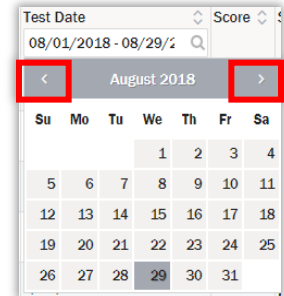 Test Date Score
08/01/2018 - 08/29/2
August 2018
Su Mo Tu We Th Fr Sa
1 2 3 4
5 6 7 8 9 10 11
12 13 14 15 16 17 18
19 20 21 22 23 24 25
26 27 28 29 30 31